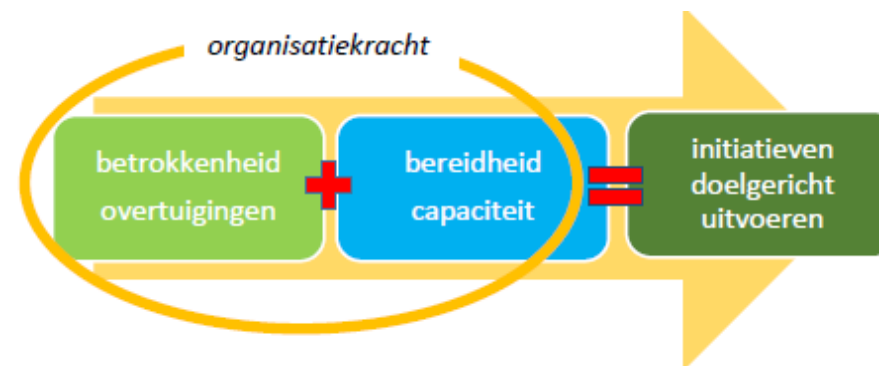 organisatiekracht
betrokkenheid
overtuigingen
+
bereidheid
capaciteit
=
initiatieven
doelgericht
uitvoeren